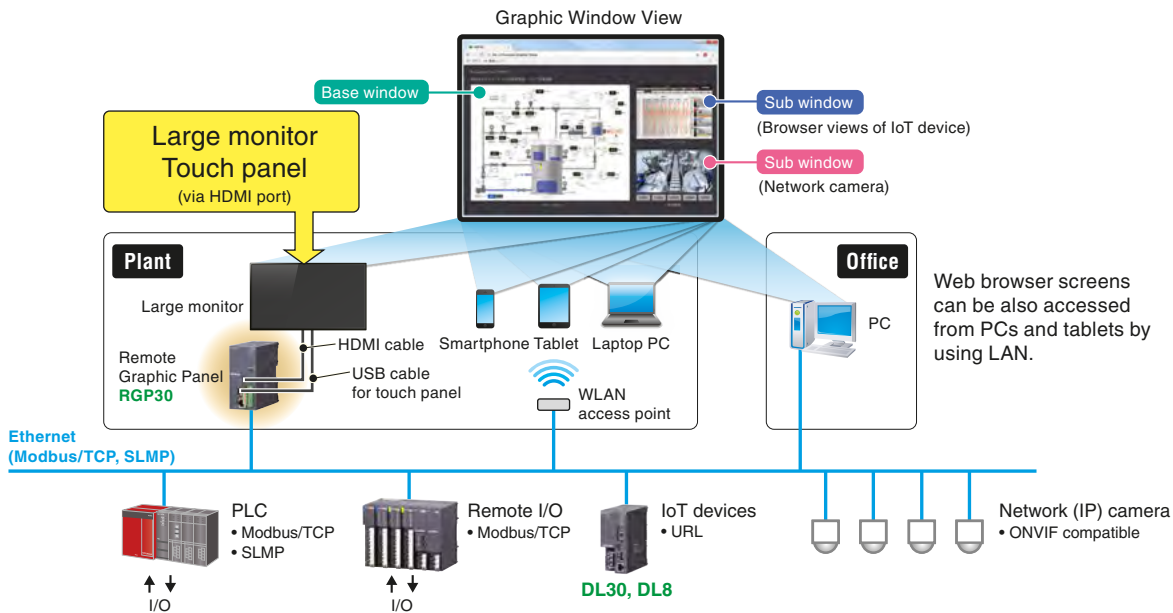 Graphic Window View
Base window
Sub window
(Browser views of IoT device)
Sub window
(Network camera)
Large monitor
Touch panel
(via HDMI port)
Plant
Office
Large monitor
HDMI cable
USB cable
for touch panel
Remote
Graphic Panel
RGP30
Smartphone
Tablet
Laptop PC
WLAN
access point
PC
Web browser screens
can be also accessed
from PCs and tablets by
using LAN.
Ethernet
(Modbus/TCP, SLMP)
PLC
• Modbus/TCP
• SLMP
I/O
Remote I/O
• Modbus/TCP
I/O
IoT devices
• URL
DL30, DL8
Network (IP) camera
• ONVIF compatible